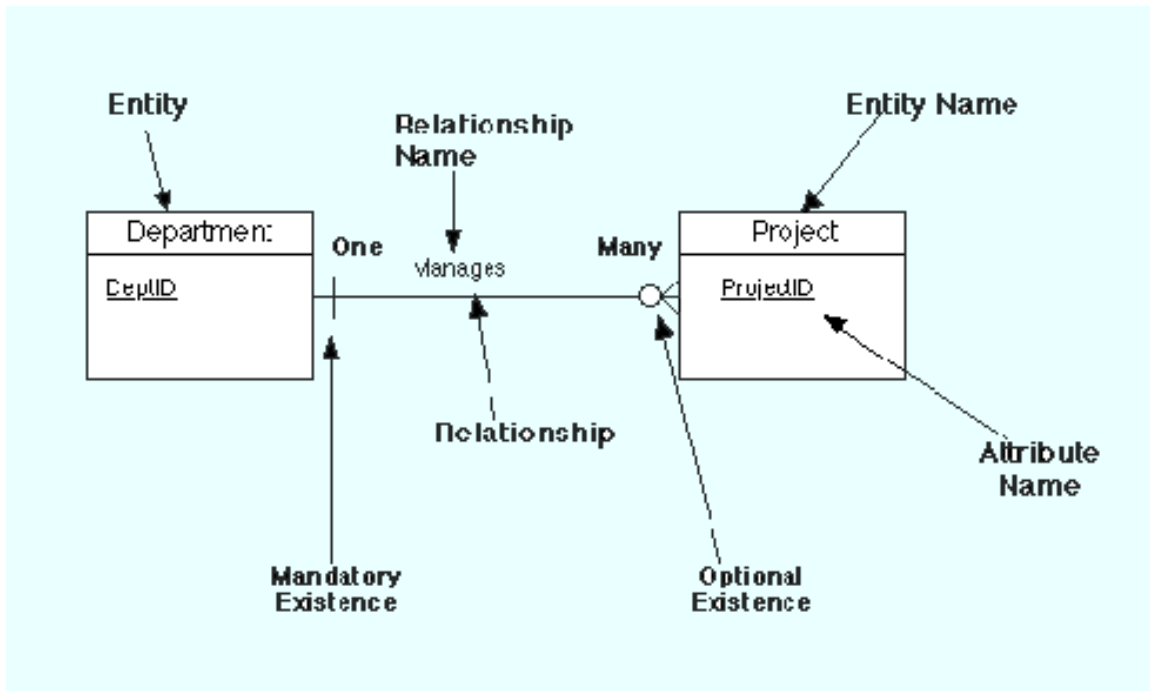 Entity
Entity Name
Relationship
Name
Department
One
Manages
Many
Project
DeptID
ProjectID
Relationship
Attribute
Name
Mandatory
Existence
Optional
Existence